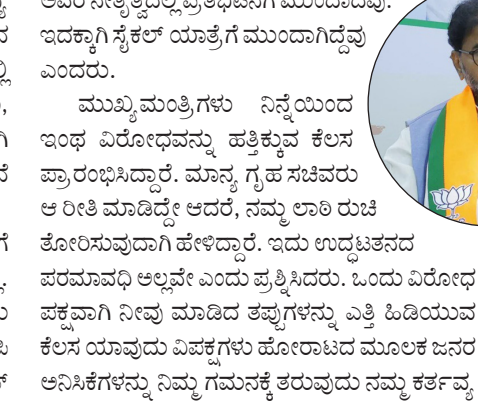 ಅವರ ನೇತೃತ್ವದಲ್ಲಿ ಪ್ರತಿಭಟನೆಗೆ ಮುಂದಾದೆವು.
ಇದಕ್ಕಾಗಿ ಸೈಕಲ್ ಯಾತ್ರೆಗೆ ಮುಂದಾಗಿದ್ದೆವು
ಎಂದರು.
ಮುಖ್ಯಮಂತ್ರಿಗಳು ನಿನ್ನೆಯಿಂದ
ಇಂಥ ವಿರೋಧವನ್ನು ಹತ್ತಿಕ್ಕುವ ಕೆಲಸ
ಪ್ರಾರಂಭಿಸಿದ್ದಾರೆ. ಮಾನ್ಯ ಗೃಹ ಸಚಿವರು
ಆ ರೀತಿ ಮಾಡಿದ್ದೇ ಆದರೆ, ನಮ್ಮ ಲಾಠಿ ರುಚಿ
ತೋರಿಸುವುದಾಗಿ ಹೇಳಿದ್ದಾರೆ. ಇದು ಉದ್ಧಟತನದ
ಪರಮಾವಧಿ ಅಲ್ಲವೇ ಎಂದು ಪ್ರಶ್ನಿಸಿದರು. ಒಂದು ವಿರೋಧ
ಪಕ್ಷವಾಗಿ ನೀವು ಮಾಡಿದ ತಪ್ಪುಗಳನ್ನು ಎತ್ತಿ ಹಿಡಿಯುವ
ಕೆಲಸ ಯಾವುದು ವಿಪಕ್ಷಗಳು ಹೋರಾಟದ ಮೂಲಕ ಜನರ
ಅನಿಸಿಕೆಗಳನ್ನು ನಿಮ್ಮ ಗಮನಕ್ಕೆ ತರುವುದು ನಮ್ಮ ಕರ್ತವ್ಯ